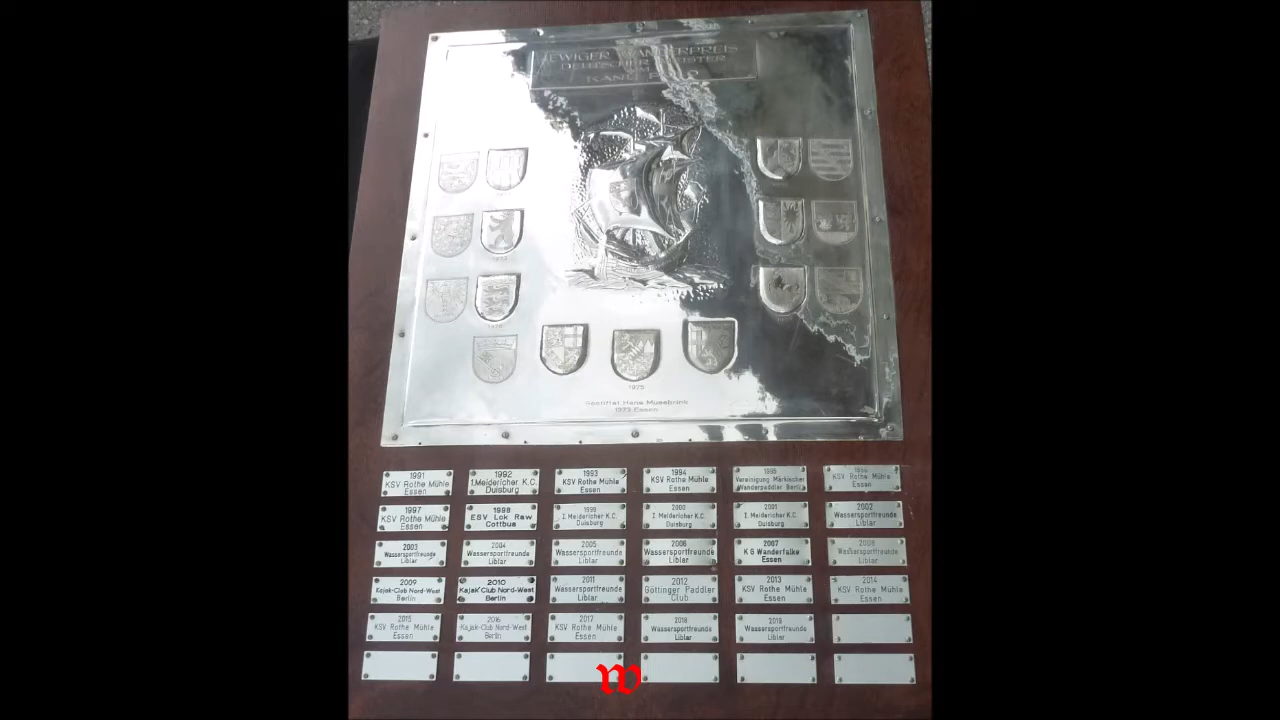 EWIGER WANDERPREIS
DEUTSCHER MEISTER
IM
KANU POLO
1973
1976
1975
Gestiftet Hans Musebrink
1973 Essen
1991
KSV Rothe Mühle
Essen
1992
1.Meidericher K.C.
Duisburg
1993
KSV Rothe Mühle
Essen
1994
KSV Rothe Mühle
Essen
1995
Vereinigung Märkischer
Wanderpaddler Berlin
1996
KSV Rothe Mühle
Essen
1997
KSV Rothe Mühle
Essen
1998
ESV Lok Raw
Cottbus
1999
1. Meidericher K.C.
Duisburg
2000
1. Meidericher K.C.
Duisburg
2001
1. Meidericher K.C.
Duisburg
2002
Wassersportfreunde
Liblar
2003
Wassersportfreunde
Liblar
2004
Wassersportfreunde
Liblar
2005
Wassersportfreunde
Liblar
2006
Wassersportfreunde
Liblar
2007
K G Wanderfalke
Essen
2008
Wassersportfreunde
Liblar
2009
Kajak-Club Nord-West
Berlin
2010
Kajak Club Nord-West
Berlin
2011
Wassersportfreunde
Liblar
2012
Göttinger Paddler
Club
2013
KSV Rothe Mühle
Essen
2014
KSV Rothe Mühle
Essen
2015
KSV Rothe Mühle
Essen
2016
Kajak-Club Nord-West
Berlin
2017
KSV Rothe Mühle
Essen
2018
Wassersportfreunde
Liblar
2019
Wassersportfreunde
Liblar
w